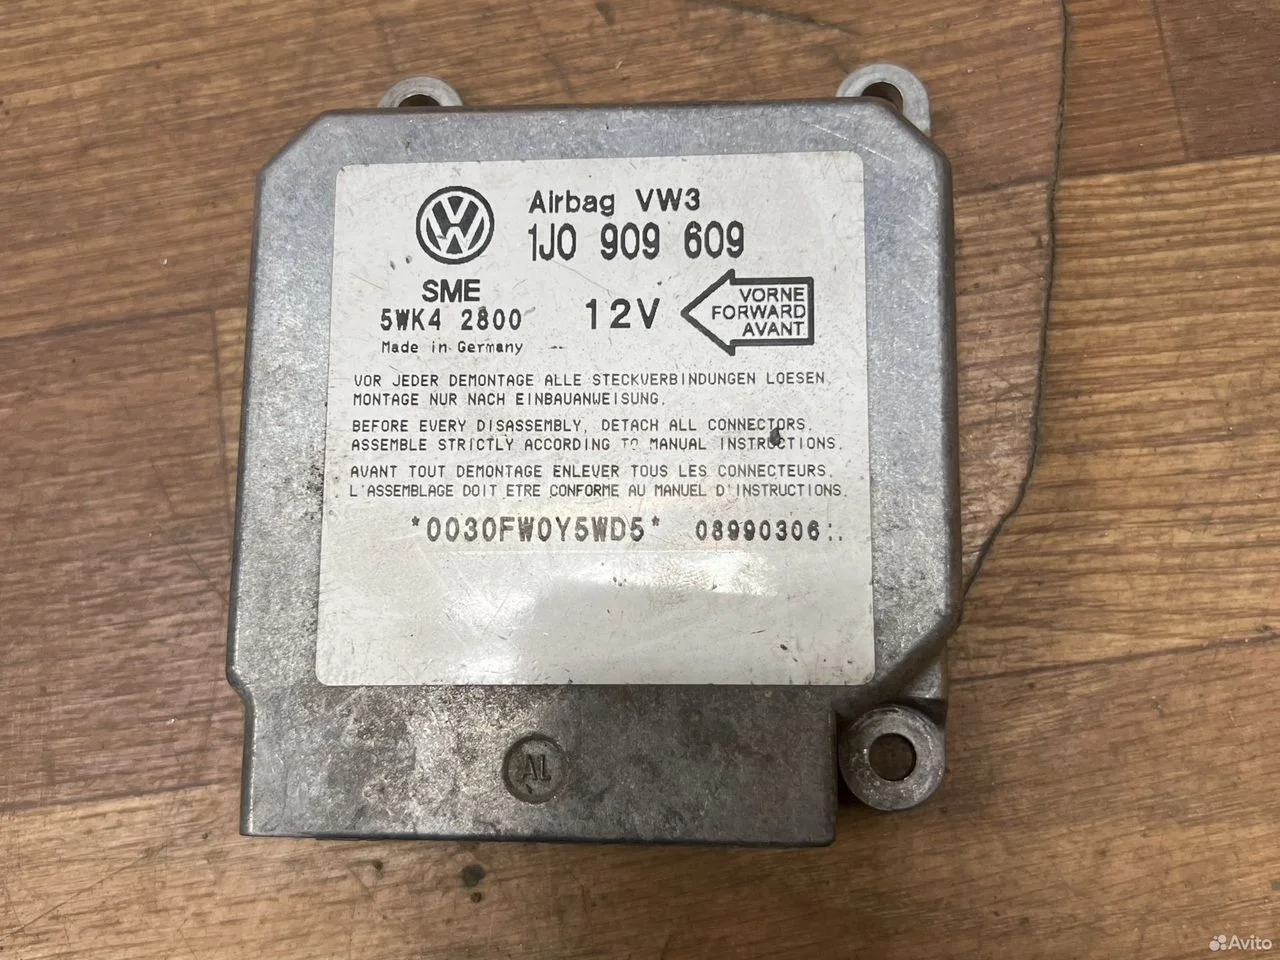 Airbag VW3
1J0 909 609
SME
5WK4 2800
Made in Germany
12V
VORNE
FORWARD
AVANT
VOR JEDER DEMONTAGE ALLE STECKVERBINDUNGEN LOESEN.
MONTAGE NUR NACH EINBAUANWEISUNG.
BEFORE EVERY DISASSEMBLY, DETACH ALL CONNECTORS.
ASSEMBLE STRICTLY ACCORDING TO MANUAL INSTRUCTIONS.
AVANT TOUT DEMONTAGE ENLEVER TOUS LES CONNECTEURS.
L'ASSEMBLAGE DOIT ETRE CONFORME AU MANUEL D'INSTRUCTIONS.
*0030FW0Y5WD5* 08990306:.
AL
Avito